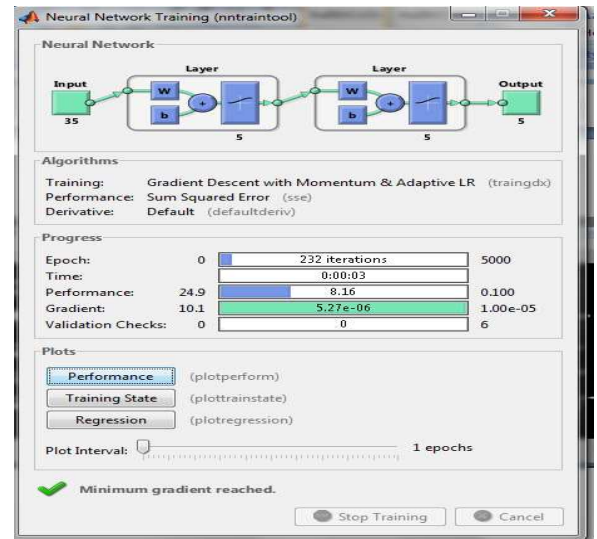 Neural Network Training (nntraintool)
Neural Network
Layer Layer
Input W W Output
35 b + b + 5
5 5
Algorithms
Training: Gradient Descent with Momentum & Adaptive LR (traingdx)
Performance: Sum Squared Error (sse)
Derivative: Default (defaultderiv)
Progress
Epoch: 0 232 iterations 5000
Time: 0:00:03
Performance: 24.9 8.16 0.100
Gradient: 10.1 5.27e-06 1.00e-05
Validation Checks: 0 0 6
Plots
Performance (plotperform)
Training State (plottrainstate)
Regression (plotregression)
Plot Interval: 1 epochs
Minimum gradient reached.
Stop Training Cancel